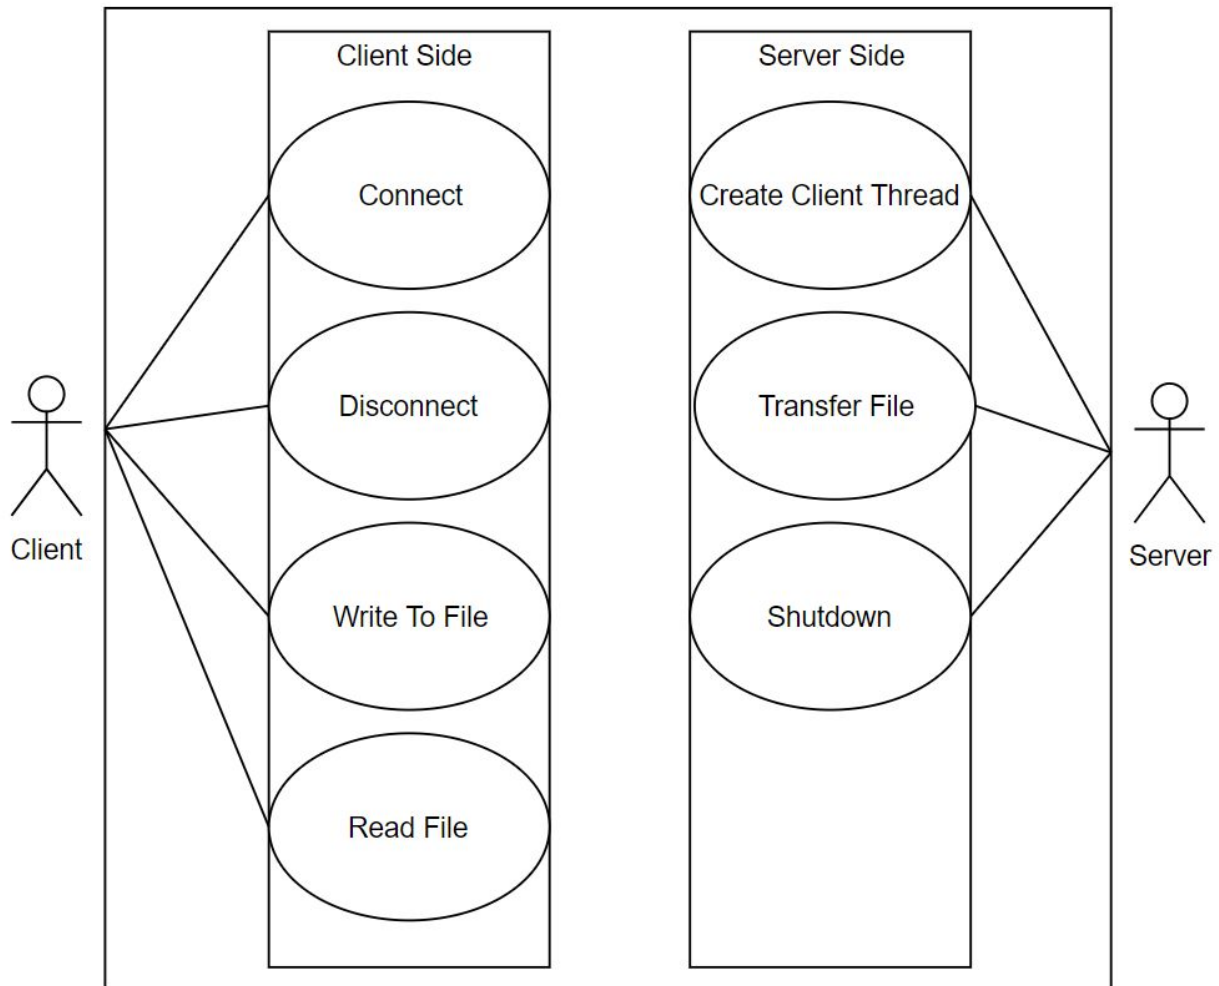 Client Side
Connect
Disconnect
Write To File
Read File
Server Side
Create Client Thread
Transfer File
Shutdown
Client
Server